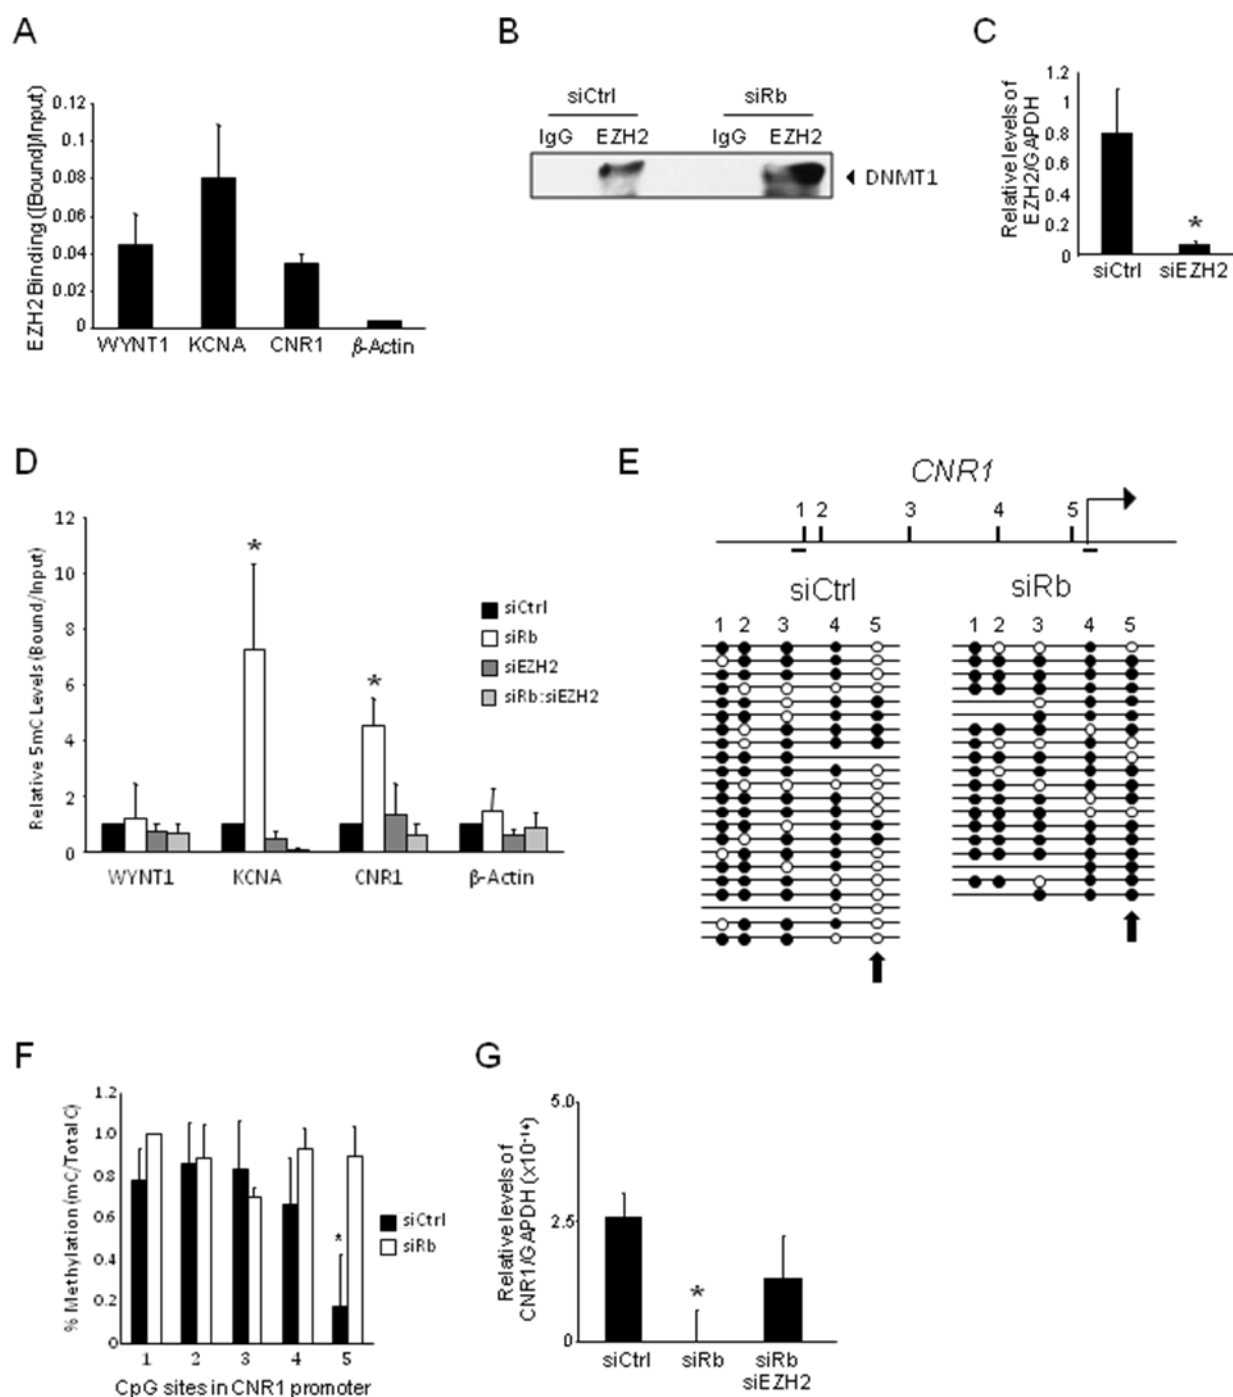 A
EZH2 Binding ([Bound]/Input)
0.12
0.1
0.08
0.06
0.04
0.02
0
WYNT1 KCNA CNR1 β-Actin
B
siCtrl siRb
IgG EZH2 IgG EZH2
DNMT1
C
Relative levels of
EZH2/GAPDH
1.2
1
0.8
0.6
0.4
0.2
0
*
siCtrl siEZH2
D
Relative 5mC Levels (Bound/Input)
12
10
8
6
4
2
0
* *
siCtrl
siRb
siEZH2
siRb:siEZH2
WYNT1 KCNA CNR1 β-Actin
E
CNR1
1 2 3 4 5
siCtrl siRb
1 2 3 4 5 1 2 3 4 5
F
% Methylation (mC/Total C)
1.2
1.0
0.8
0.6
0.4
0.2
0
*
siCtrl
siRb
1 2 3 4 5
CpG sites in CNR1 promoter
G
Relative levels of
CNR1/GAPDH
5.0
2.5
0
*
siCtrl siRb siRb
siEZH2